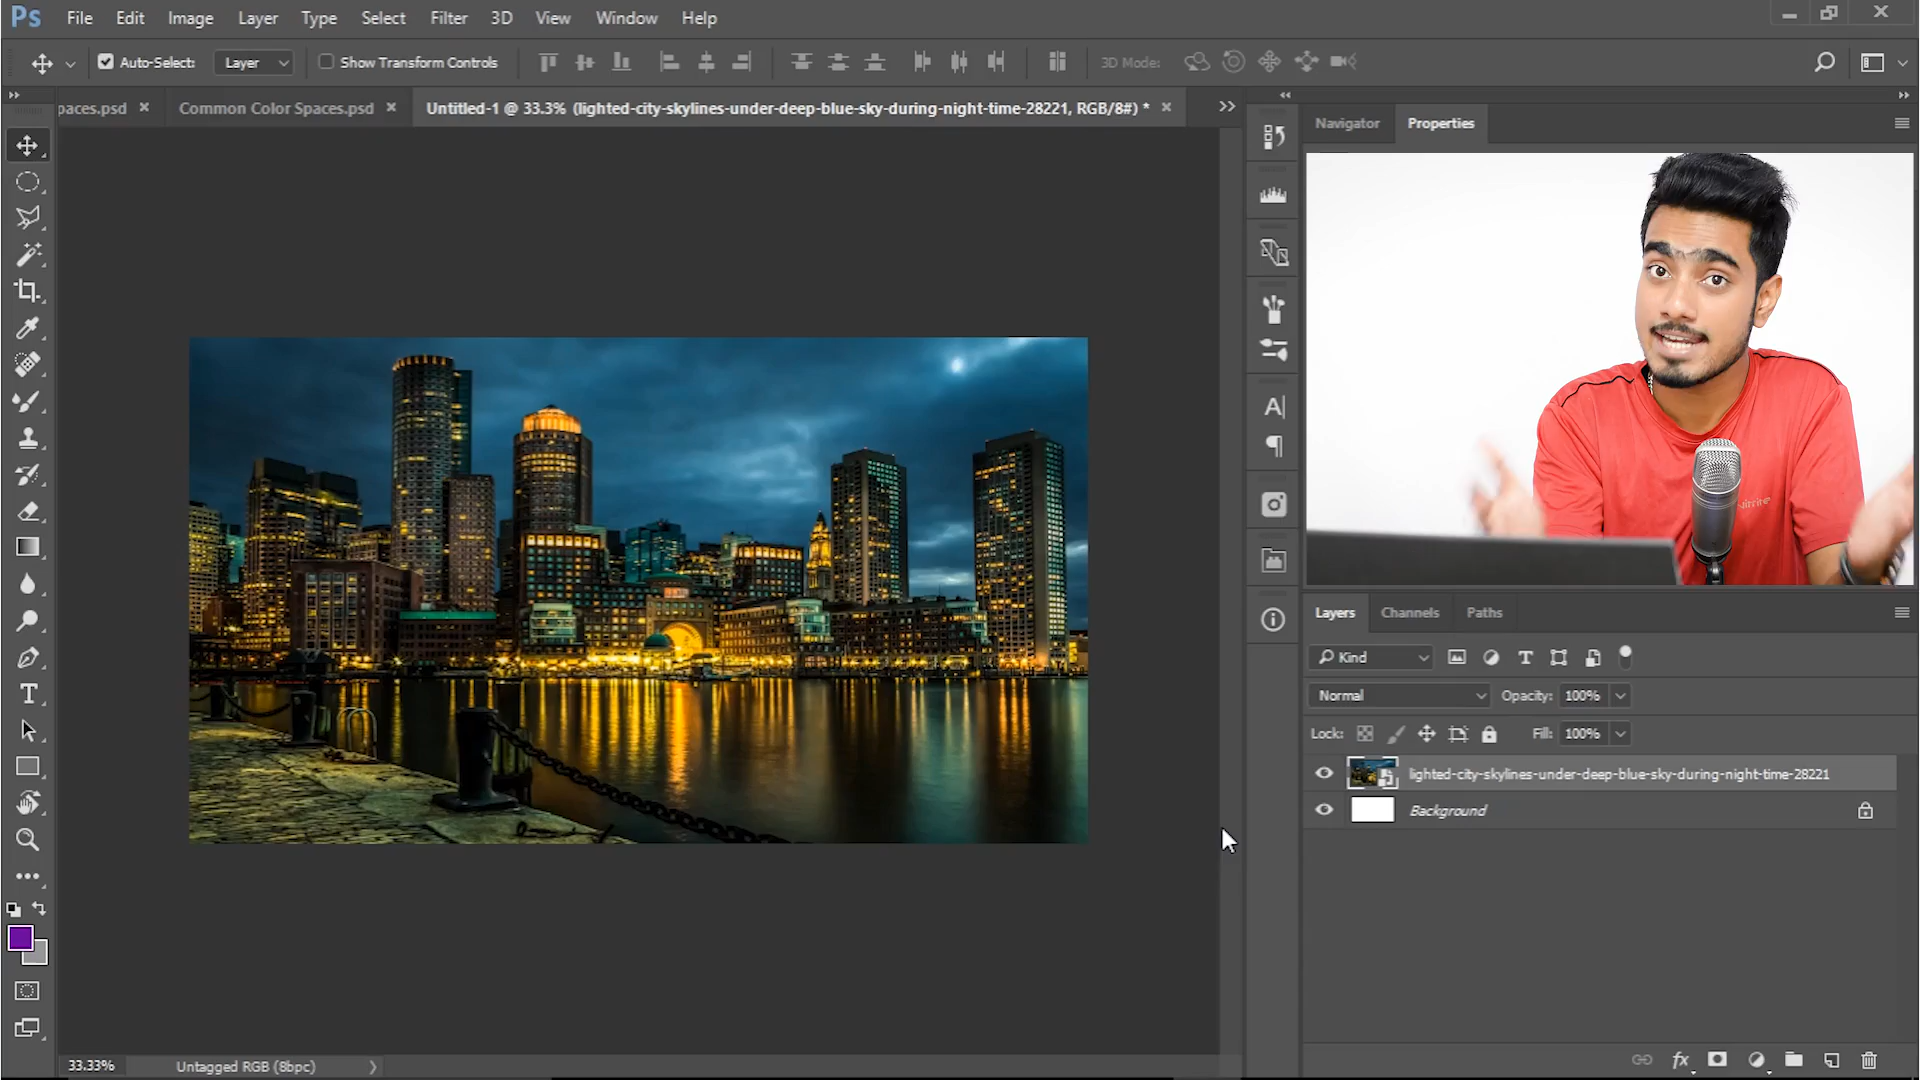 Ps File Edit Image Layer Type Select Filter 3D View Window Help
Auto-Select: Layer Show Transform Controls 3D Mode:
paces.psd Common Color Spaces.psd Untitled-1 @ 33.3% (lighted-city-skylines-under-deep-blue-sky-during-night-time-28221, RGB/8#) *
Navigator Properties
Layers Channels Paths
Kind
Normal Opacity: 100%
Lock: Fill: 100%
lighted-city-skylines-under-deep-blue-sky-during-night-time-28221
Background
33.33% Untagged RGB (8bpc)